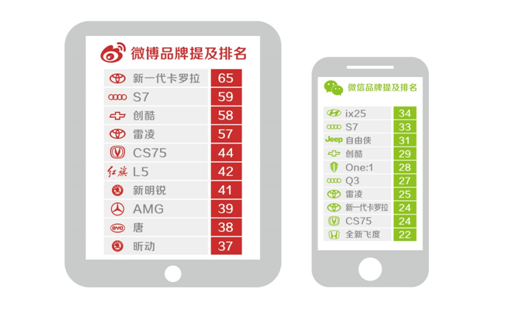 微博品牌提及排名
新一代卡罗拉 65
S7 59
创酷 58
雷凌 57
CS75 44
红旗 L5 42
新明锐 41
AMG 39
BYD 唐 38
昕动 37
微信品牌提及排名
ix25 34
S7 33
Jeep 自由侠 31
创酷 29
One:1 28
Q3 27
雷凌 25
新一代卡罗拉 24
CS75 24
全新飞度 22